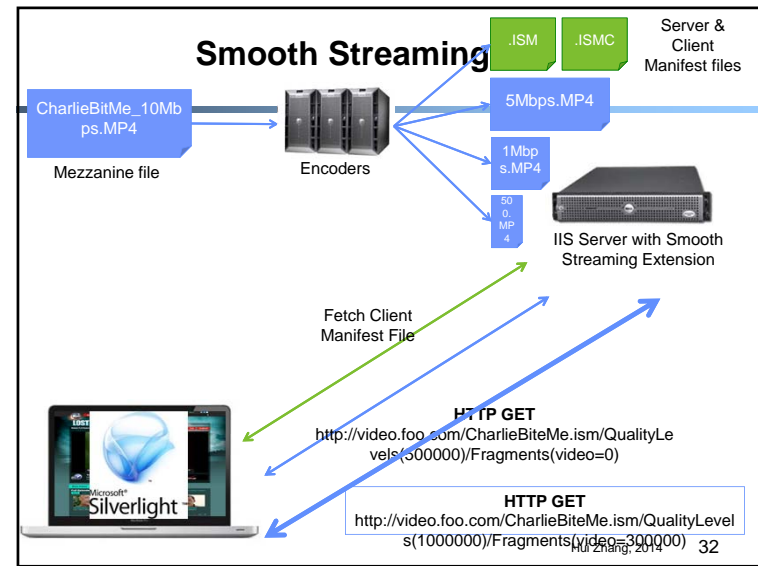 Smooth Streaming
.ISM
.ISMC
Server &
Client
Manifest files
CharlieBitMe_10Mb
ps.MP4
Mezzanine file
Encoders
5Mbps.MP4
1Mbp
s.MP4
50
0.
MP
4
IIS Server with Smooth
Streaming Extension
Fetch Client
Manifest File
LOST
Microsoft®
Silverlight™
HTTP GET
http://video.foo.com/CharlieBiteMe.ism/QualityLe
vels(500000)/Fragments(video=0)
HTTP GET
http://video.foo.com/CharlieBiteMe.ism/QualityLevel
s(1000000)/Fragments(video=300000)
Hui Zhang, 2014
32